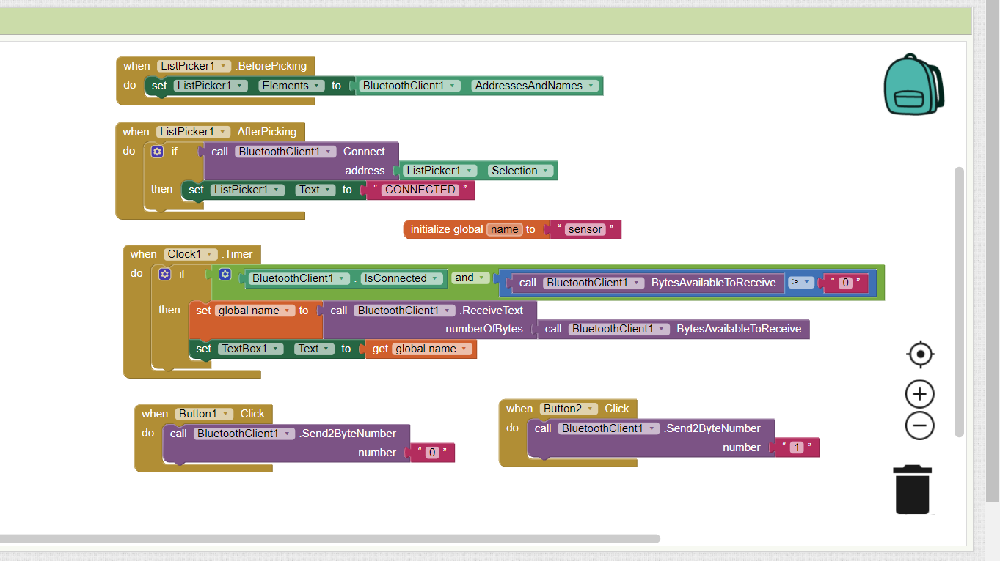 when ListPicker1 .BeforePicking
do set ListPicker1 . Elements to BluetoothClient1 . AddressesAndNames
when ListPicker1 .AfterPicking
do if call BluetoothClient1 .Connect
address ListPicker1 . Selection
then set ListPicker1 . Text to " CONNECTED "
initialize global name to " sensor "
when Clock1 .Timer
do if BluetoothClient1 . IsConnected and call BluetoothClient1 .BytesAvailableToReceive > " 0 "
then set global name to call BluetoothClient1 .ReceiveText
numberOfBytes call BluetoothClient1 .BytesAvailableToReceive
set TextBox1 . Text to get global name
when Button1 .Click
do call BluetoothClient1 .Send2ByteNumber
number " 0 "
when Button2 .Click
do call BluetoothClient1 .Send2ByteNumber
number " 1 "